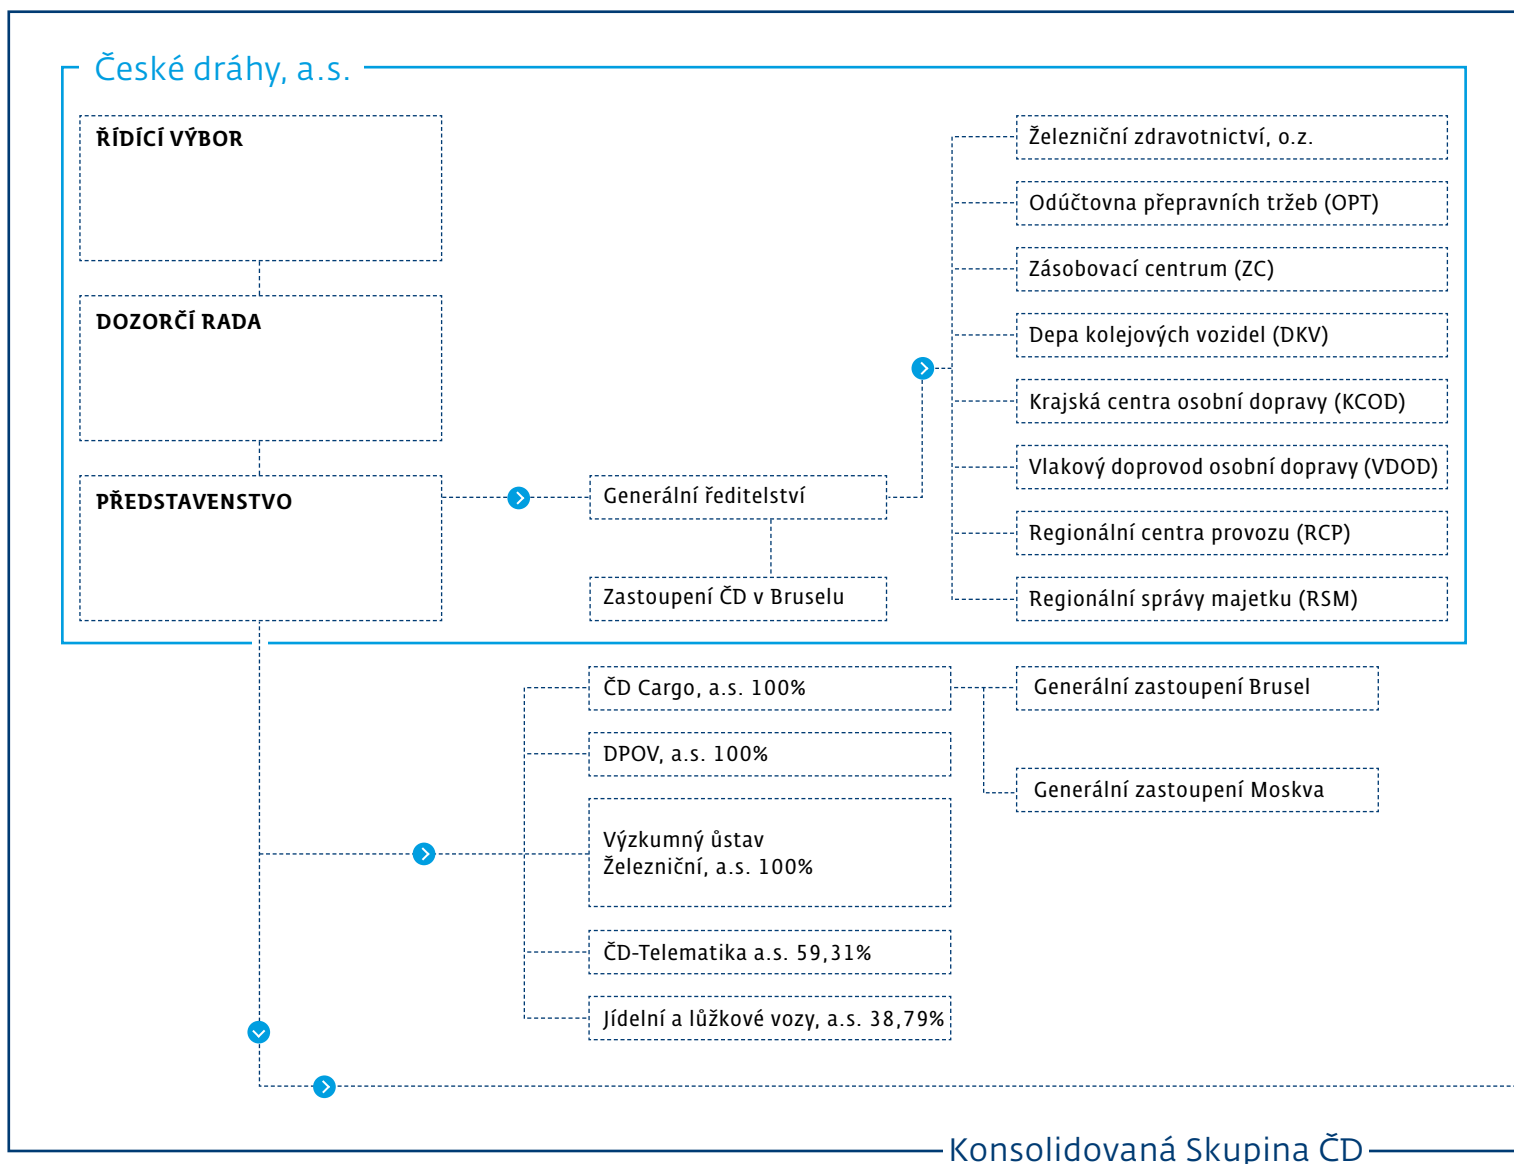 České dráhy, a.s.
ŘÍDÍCÍ VÝBOR
DOZORČÍ RADA
PŘEDSTAVENSTVO
Generální ředitelství
Zastoupení ČD v Bruselu
Železniční zdravotnictví, o.z.
Odúčtovna přepravních tržeb (OPT)
Zásobovací centrum (ZC)
Depa kolejových vozidel (DKV)
Krajská centra osobní dopravy (KCOD)
Vlakový doprovod osobní dopravy (VDOD)
Regionální centra provozu (RCP)
Regionální správy majetku (RSM)
ČD Cargo, a.s. 100%
DPOV, a.s. 100%
Výzkumný ůstav
Železniční, a.s. 100%
ČD-Telematika a.s. 59,31%
Jídelní a lůžkové vozy, a.s. 38,79%
Generální zastoupení Brusel
Generální zastoupení Moskva
Konsolidovaná Skupina ČD